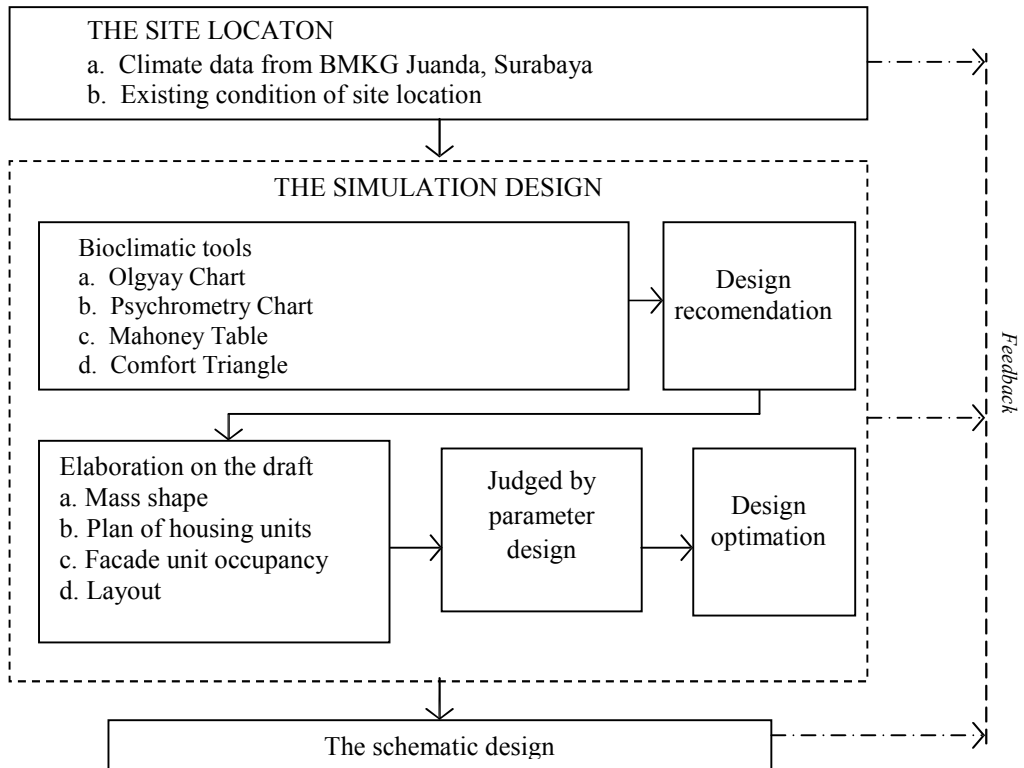 THE SITE LOCATON
a. Climate data from BMKG Juanda, Surabaya
b. Existing condition of site location
THE SIMULATION DESIGN
Bioclimatic tools
a. Olgyay Chart
b. Psychrometry Chart
c. Mahoney Table
d. Comfort Triangle
Design
recomendation
Elaboration on the draft
a. Mass shape
b. Plan of housing units
c. Facade unit occupancy
d. Layout
Judged by
parameter
design
Design
optimation
The schematic design
Feedback